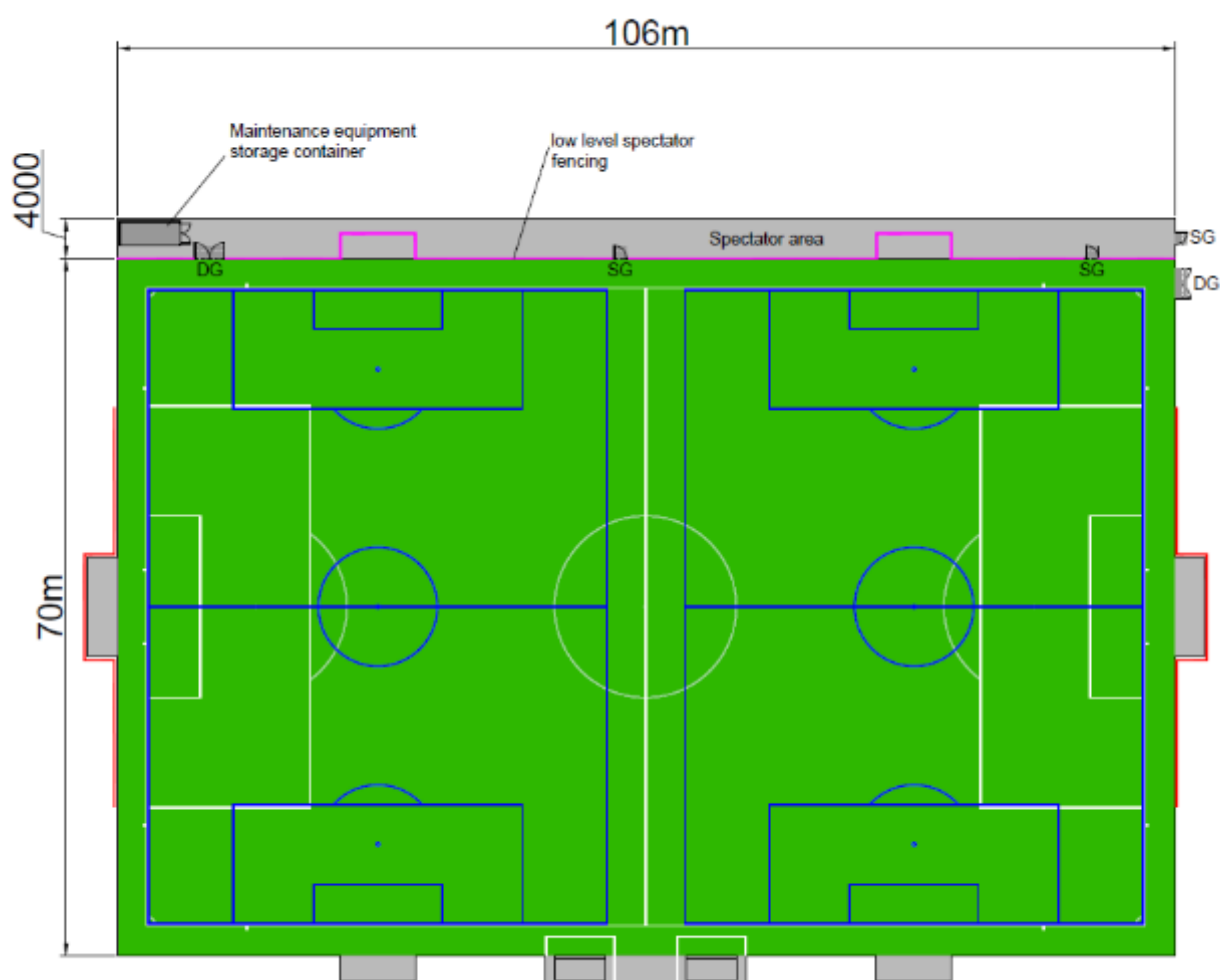 106m
Maintenance equipment
storage container
low level spectator
fencing
4000
Spectator area
SG
DG
SG
SG
DG
70m